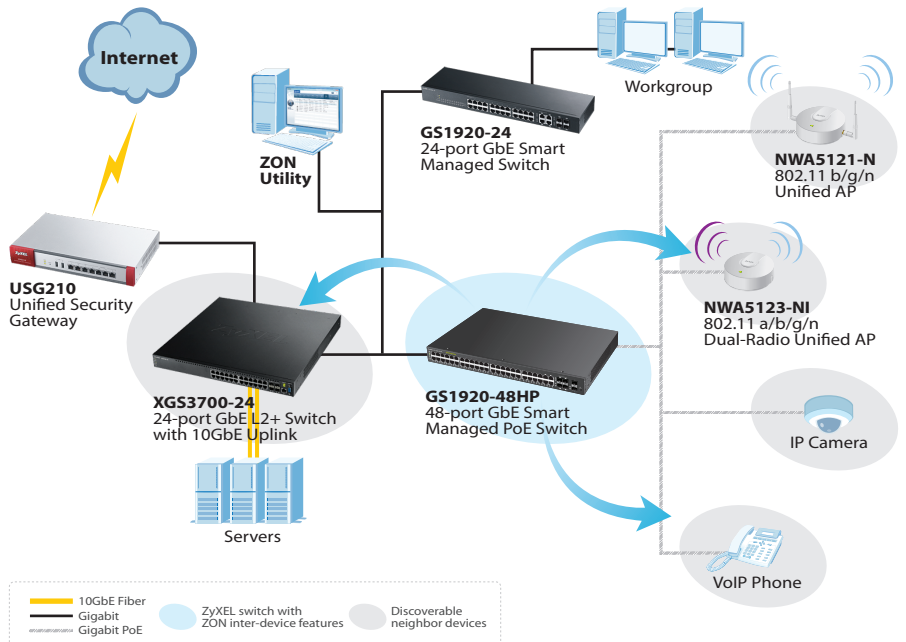 Internet
ZON
Utility
GS1920-24
24-port GbE Smart
Managed Switch
Workgroup
NWA5121-N
802.11 b/g/n
Unified AP
ZyXEL
USG210
Unified Security
Gateway
NWA5123-NI
802.11 a/b/g/n
Dual-Radio Unified AP
ZyXEL
XGS3700-24
24-port GbE L2+ Switch
with 10GbE Uplink
GS1920-48HP
48-port GbE Smart
Managed PoE Switch
IP Camera
Servers
VoIP Phone
10GbE Fiber
Gigabit
Gigabit PoE
ZyXEL switch with
ZON inter-device features
Discoverable
neighbor devices